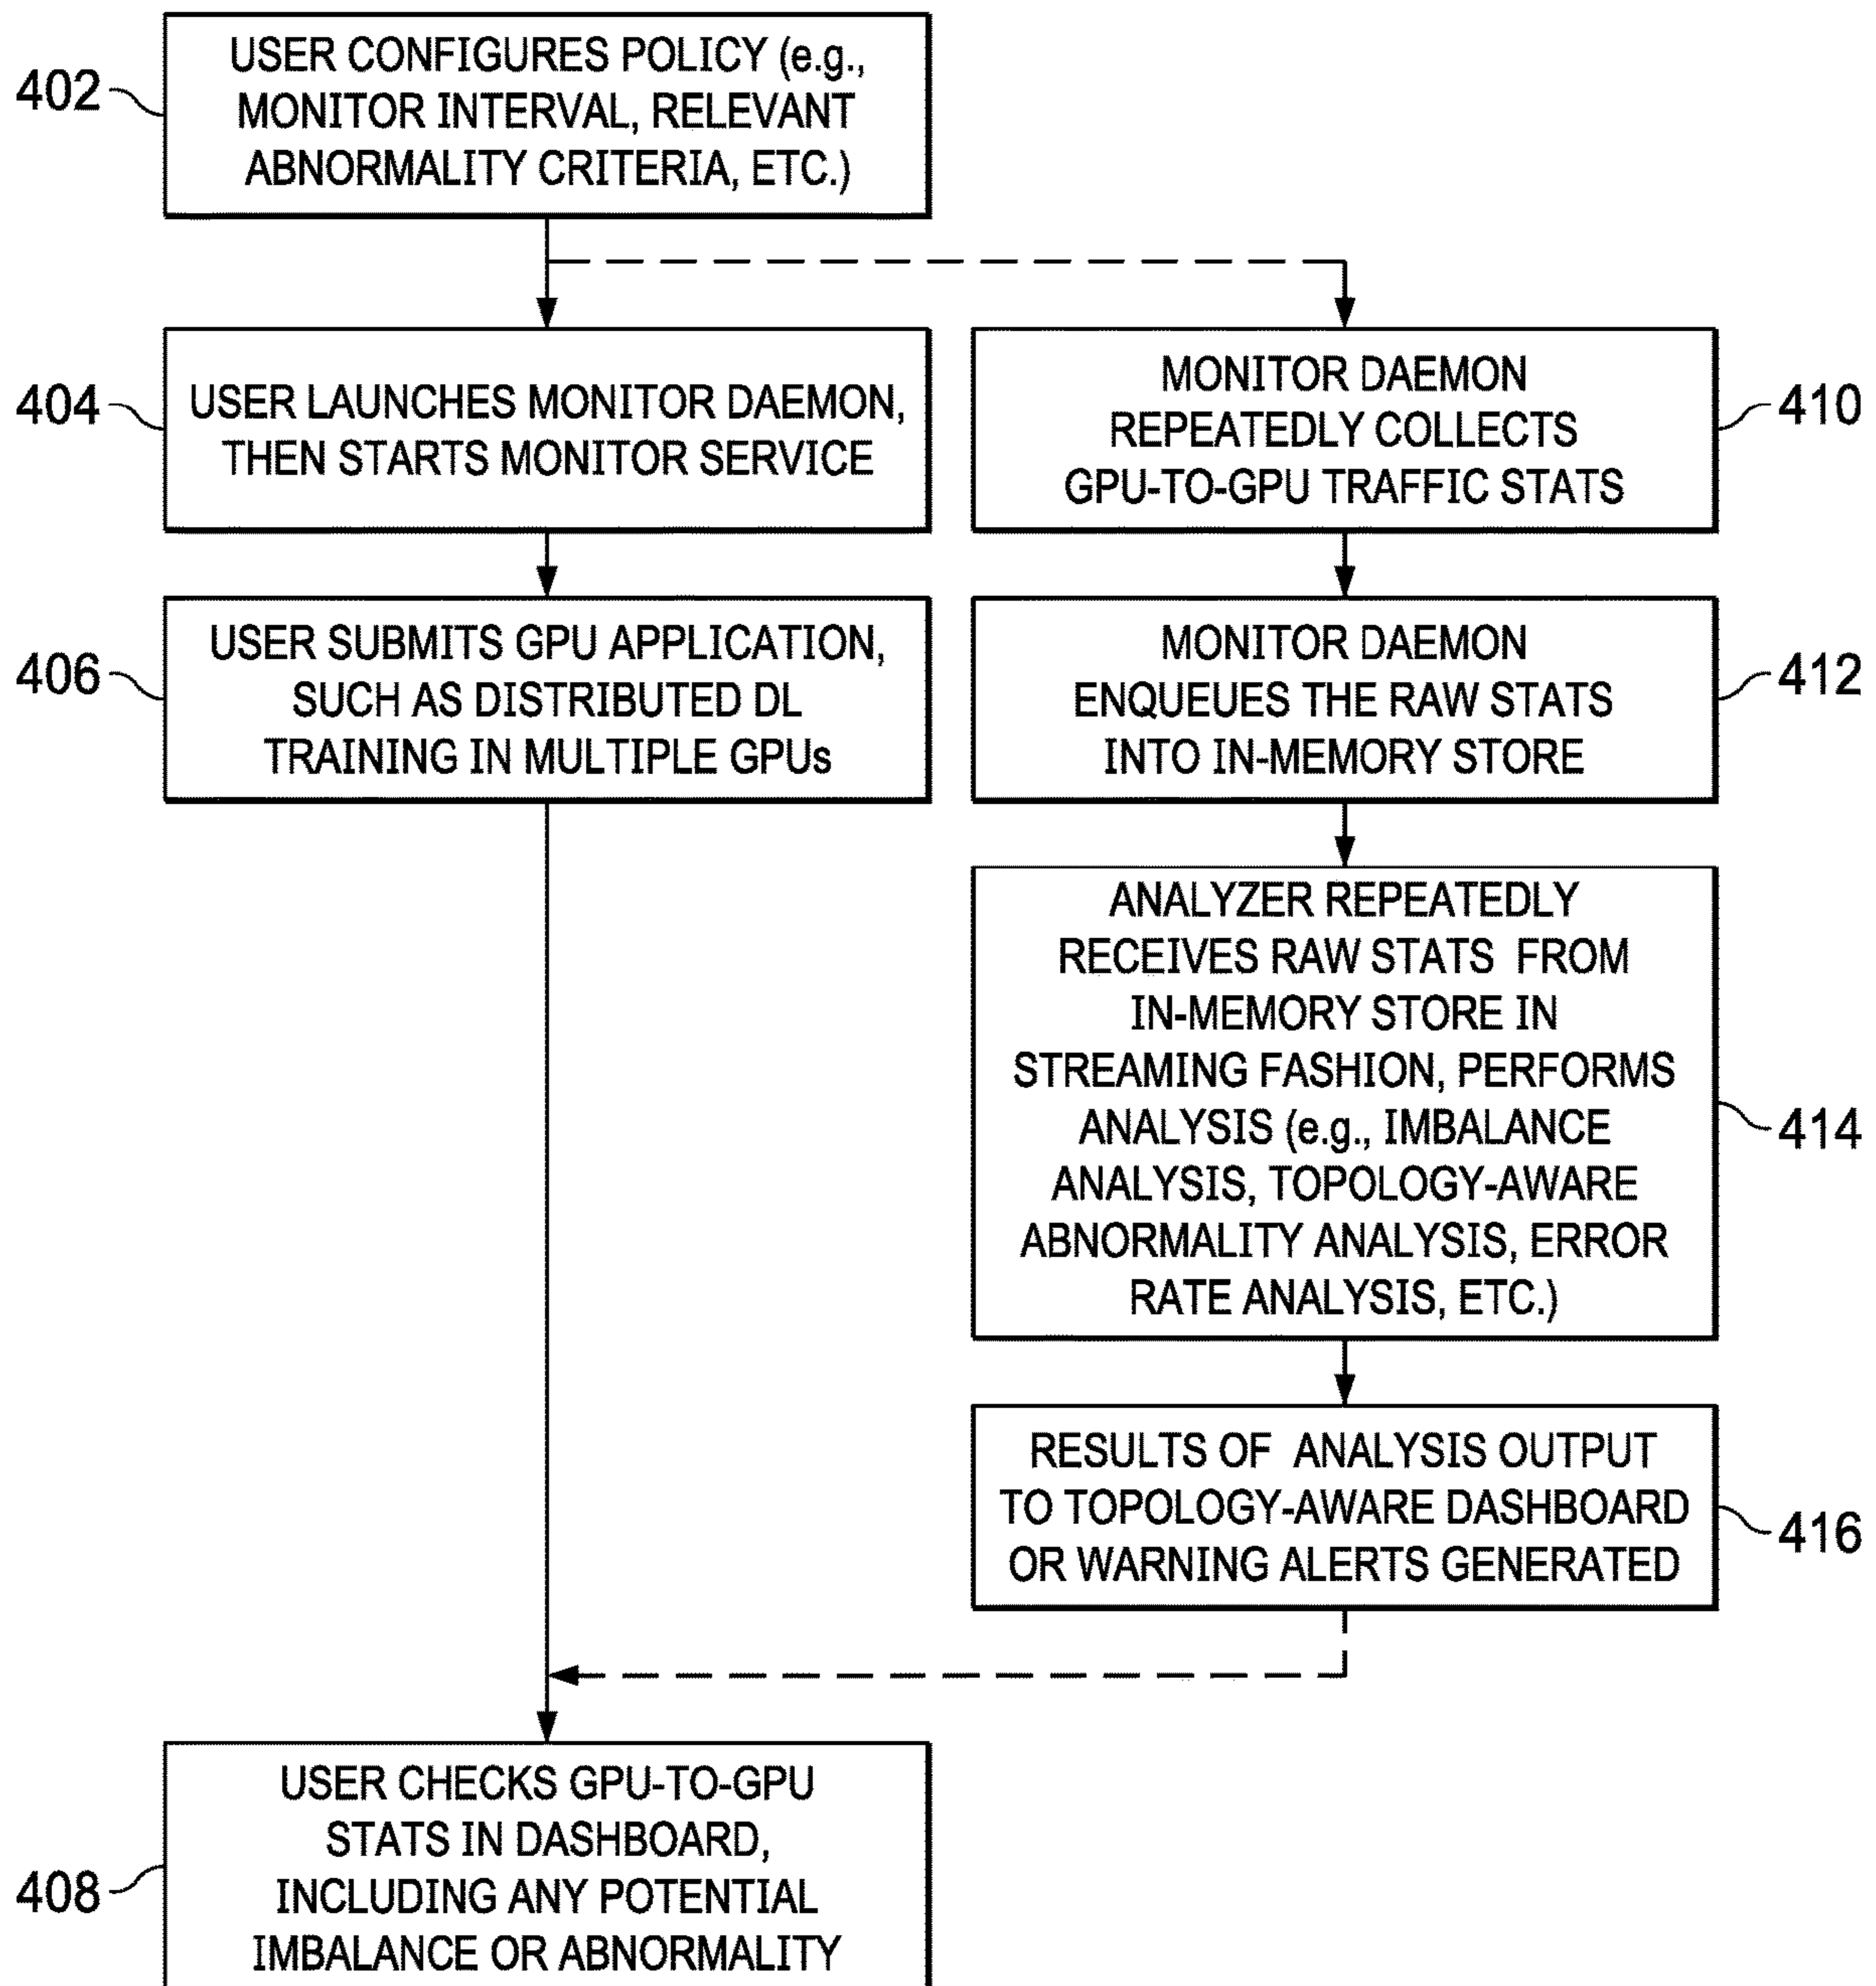 402
USER CONFIGURES POLICY (e.g.,
MONITOR INTERVAL, RELEVANT
ABNORMALITY CRITERIA, ETC.)
404
USER LAUNCHES MONITOR DAEMON,
THEN STARTS MONITOR SERVICE
406
USER SUBMITS GPU APPLICATION,
SUCH AS DISTRIBUTED DL
TRAINING IN MULTIPLE GPUs
MONITOR DAEMON
REPEATEDLY COLLECTS
GPU-TO-GPU TRAFFIC STATS
410
MONITOR DAEMON
ENQUEUES THE RAW STATS
INTO IN-MEMORY STORE
412
ANALYZER REPEATEDLY
RECEIVES RAW STATS FROM
IN-MEMORY STORE IN
STREAMING FASHION, PERFORMS
ANALYSIS (e.g., IMBALANCE
ANALYSIS, TOPOLOGY-AWARE
ABNORMALITY ANALYSIS, ERROR
RATE ANALYSIS, ETC.)
414
RESULTS OF ANALYSIS OUTPUT
TO TOPOLOGY-AWARE DASHBOARD
OR WARNING ALERTS GENERATED
416
408
USER CHECKS GPU-TO-GPU
STATS IN DASHBOARD,
INCLUDING ANY POTENTIAL
IMBALANCE OR ABNORMALITY